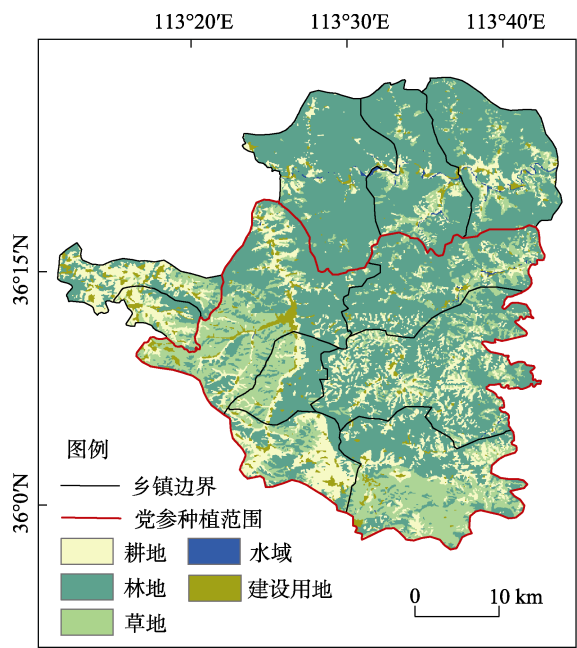 113°20′E 113°30′E 113°40′E
36°15′N
36°0′N
图例
乡镇边界
党参种植范围
耕地 水域
林地 建设用地
草地
0 10 km